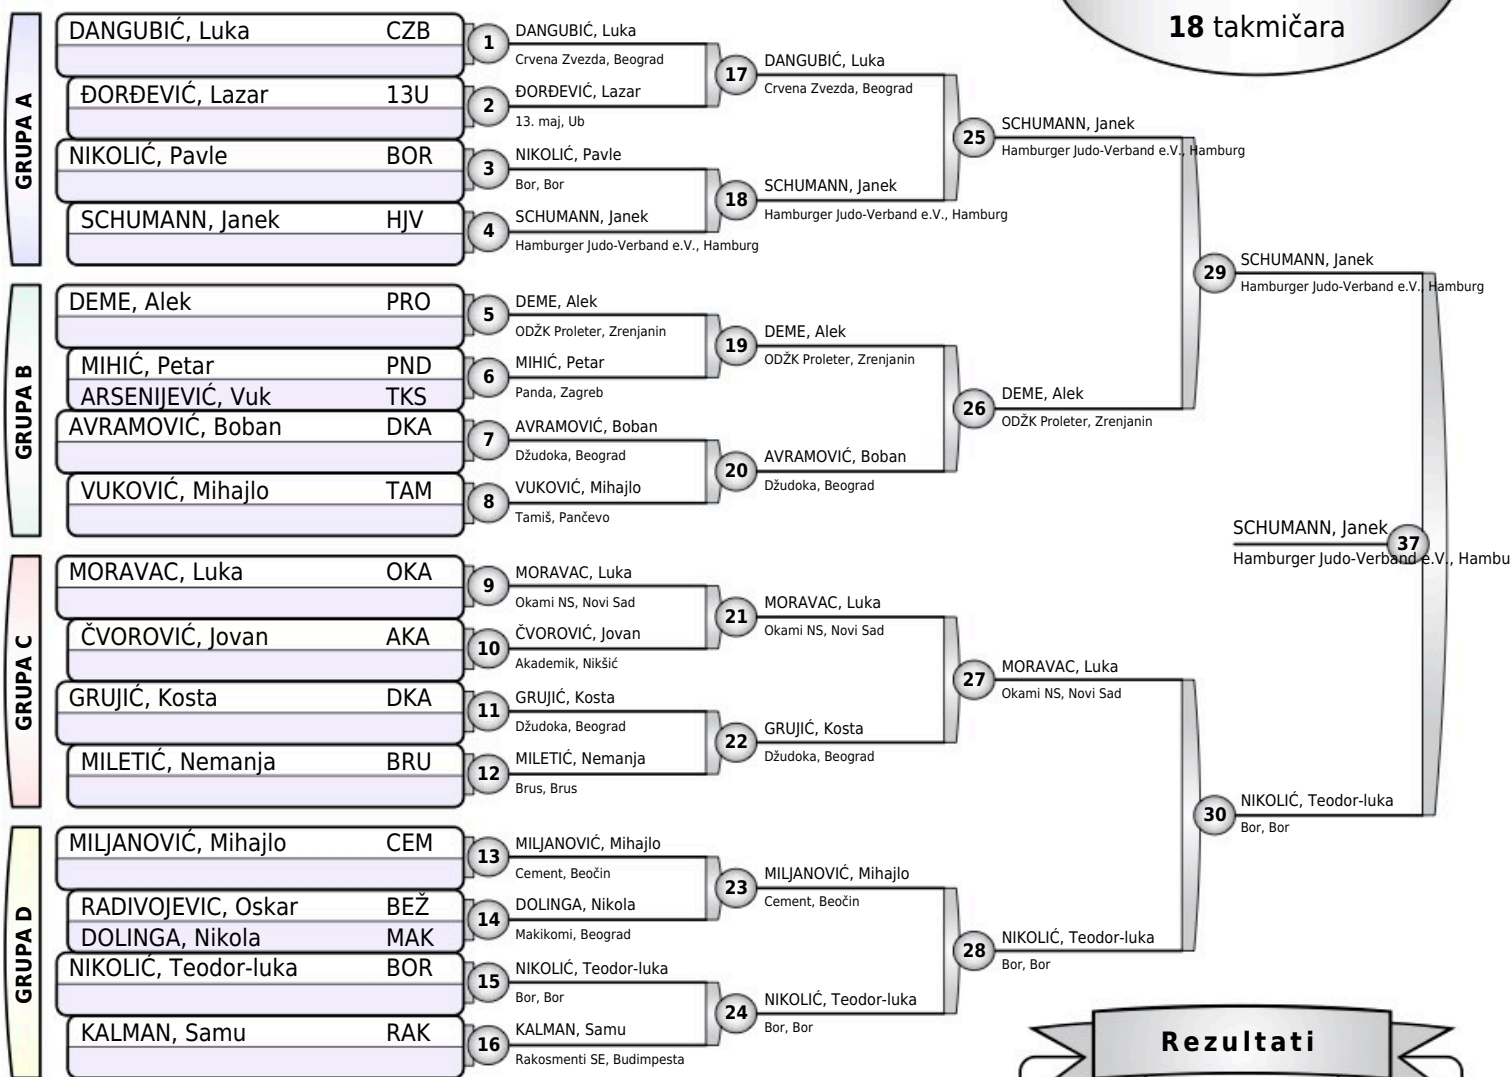 18 takmičara
GRUPA A
DANGUBIĆ, Luka CZB
ĐORĐEVIĆ, Lazar 13U
NIKOLIĆ, Pavle BOR
SCHUMANN, Janek HJV
1
DANGUBIĆ, Luka
Crvena Zvezda, Beograd
2
ĐORĐEVIĆ, Lazar
13. maj, Ub
3
NIKOLIĆ, Pavle
Bor, Bor
4
SCHUMANN, Janek
Hamburger Judo-Verband e.V., Hamburg
17
DANGUBIĆ, Luka
Crvena Zvezda, Beograd
18
SCHUMANN, Janek
Hamburger Judo-Verband e.V., Hamburg
25
SCHUMANN, Janek
Hamburger Judo-Verband e.V., Hamburg
GRUPA B
DEME, Alek PRO
MIHIĆ, Petar PND
ARSENIJEVIĆ, Vuk TKS
AVRAMOVIĆ, Boban DKA
VUKOVIĆ, Mihajlo TAM
5
DEME, Alek
ODŽK Proleter, Zrenjanin
6
MIHIĆ, Petar
Panda, Zagreb
7
AVRAMOVIĆ, Boban
Džudoka, Beograd
8
VUKOVIĆ, Mihajlo
Tamiš, Pančevo
19
DEME, Alek
ODŽK Proleter, Zrenjanin
20
AVRAMOVIĆ, Boban
Džudoka, Beograd
26
DEME, Alek
ODŽK Proleter, Zrenjanin
29
SCHUMANN, Janek
Hamburger Judo-Verband e.V., Hamburg
GRUPA C
MORAVAC, Luka OKA
ČVOROVIĆ, Jovan AKA
GRUJIĆ, Kosta DKA
MILETIĆ, Nemanja BRU
9
MORAVAC, Luka
Okami NS, Novi Sad
10
ČVOROVIĆ, Jovan
Akademik, Nikšić
11
GRUJIĆ, Kosta
Džudoka, Beograd
12
MILETIĆ, Nemanja
Brus, Brus
21
MORAVAC, Luka
Okami NS, Novi Sad
22
GRUJIĆ, Kosta
Džudoka, Beograd
27
MORAVAC, Luka
Okami NS, Novi Sad
GRUPA D
MILJANOVIĆ, Mihajlo CEM
RADIVOJEVIC, Oskar BEŽ
DOLINGA, Nikola MAK
NIKOLIĆ, Teodor-luka BOR
KALMAN, Samu RAK
13
MILJANOVIĆ, Mihajlo
Cement, Beočin
14
DOLINGA, Nikola
Makikomi, Beograd
15
NIKOLIĆ, Teodor-luka
Bor, Bor
16
KALMAN, Samu
Rakosmenti SE, Budimpesta
23
MILJANOVIĆ, Mihajlo
Cement, Beočin
24
NIKOLIĆ, Teodor-luka
Bor, Bor
28
NIKOLIĆ, Teodor-luka
Bor, Bor
30
NIKOLIĆ, Teodor-luka
Bor, Bor
SCHUMANN, Janek
37
Hamburger Judo-Verband e.V., Hambu
Rezultati